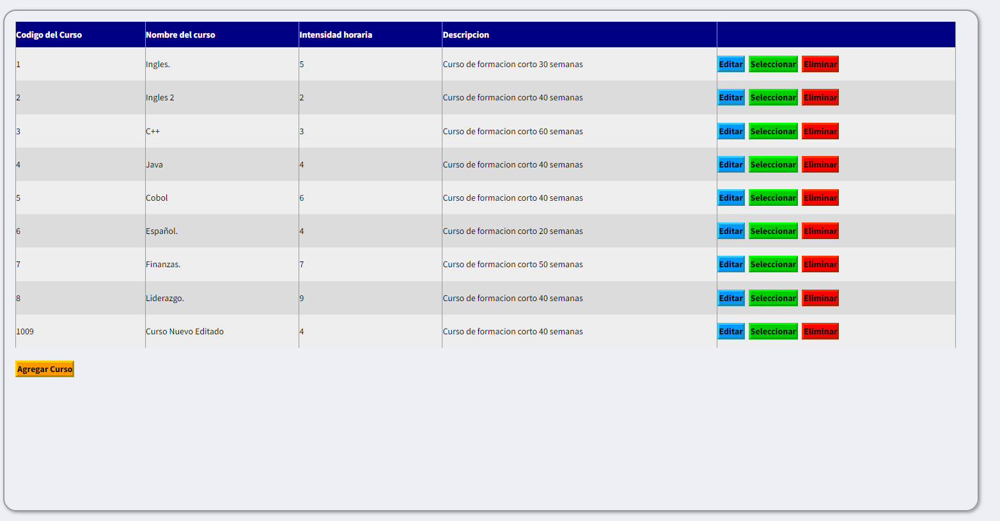 Codigo del Curso Nombre del curso Intensidad horaria Descripcion
1 Ingles. 5 Curso de formacion corto 30 semanas Editar Seleccionar Eliminar
2 Ingles 2 2 Curso de formacion corto 40 semanas Editar Seleccionar Eliminar
3 C++ 3 Curso de formacion corto 60 semanas Editar Seleccionar Eliminar
4 Java 4 Curso de formacion corto 40 semanas Editar Seleccionar Eliminar
5 Cobol 6 Curso de formacion corto 40 semanas Editar Seleccionar Eliminar
6 Español. 4 Curso de formacion corto 20 semanas Editar Seleccionar Eliminar
7 Finanzas. 7 Curso de formacion corto 50 semanas Editar Seleccionar Eliminar
8 Liderazgo. 9 Curso de formacion corto 40 semanas Editar Seleccionar Eliminar
1009 Curso Nuevo Editado 4 Curso de formacion corto 40 semanas Editar Seleccionar Eliminar
Agregar Curso